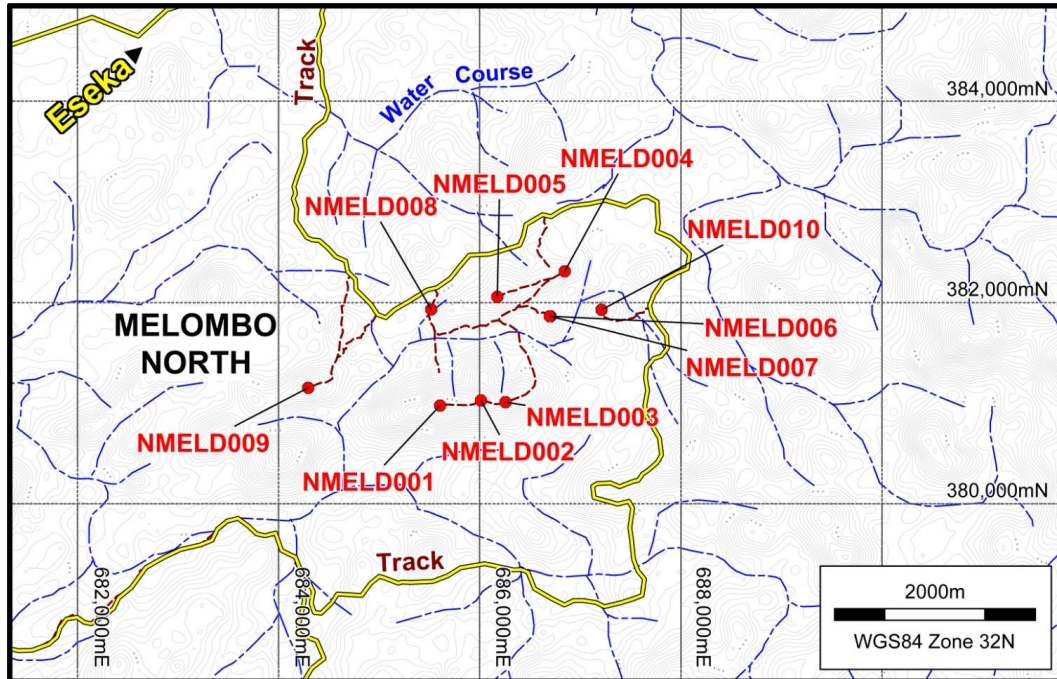 384,000mN
Eseka
Track
Water Course
NMELD004
NMELD005
NMELD008
NMELD010
382,000mN
MELOMBO
NORTH
NMELD006
NMELD007
NMELD009
NMELD003
NMELD002
NMELD001
380,000mN
Track
682,000mE
684,000mE
686,000mE
688,000mE
2000m
WGS84 Zone 32N